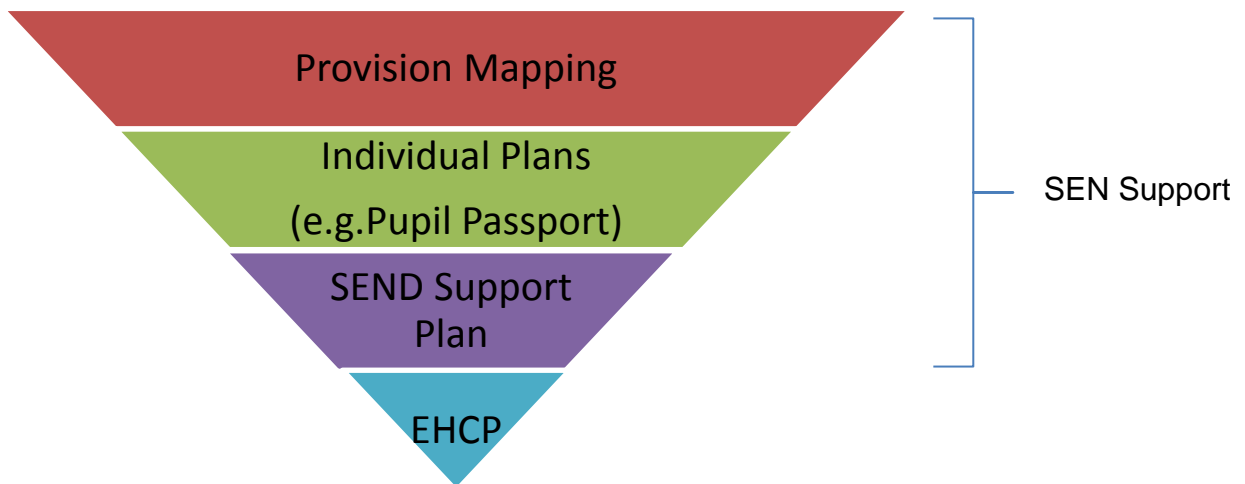 Provision Mapping
Individual Plans
(e.g.Pupil Passport)
SEN Support
SEND Support
Plan
EHCP